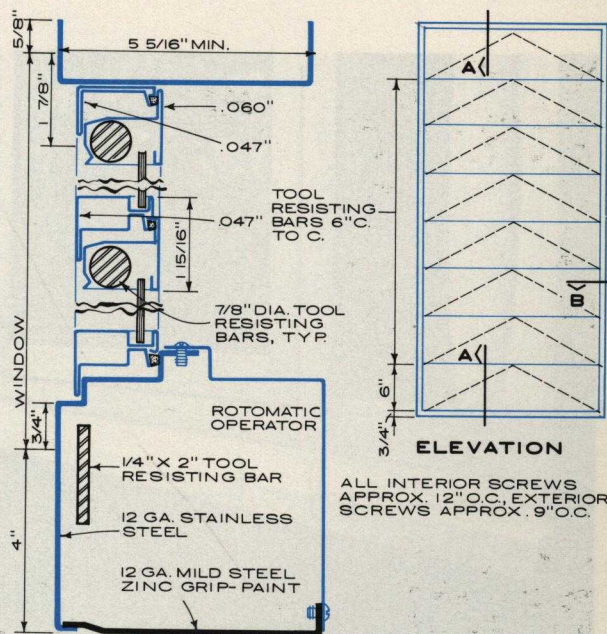 5/8"
5 5/16" MIN.
1 7/8"
.060"
.047"
.047"
1 15/16"
7/8" DIA. TOOL
RESISTING
BARS, TYP.
WINDOW
3/4"
ROTOMATIC
OPERATOR
1/4" X 2" TOOL
RESISTING BAR
12 GA. STAINLESS
STEEL
4"
12 GA. MILD STEEL
ZINC GRIP-PAINT
A
TOOL
RESISTING
BARS 6"C.
TO C.
B
A
6"
3/4"
ELEVATION
ALL INTERIOR SCREWS
APPROX. 12" O.C., EXTERIOR
SCREWS APPROX. 9" O.C.